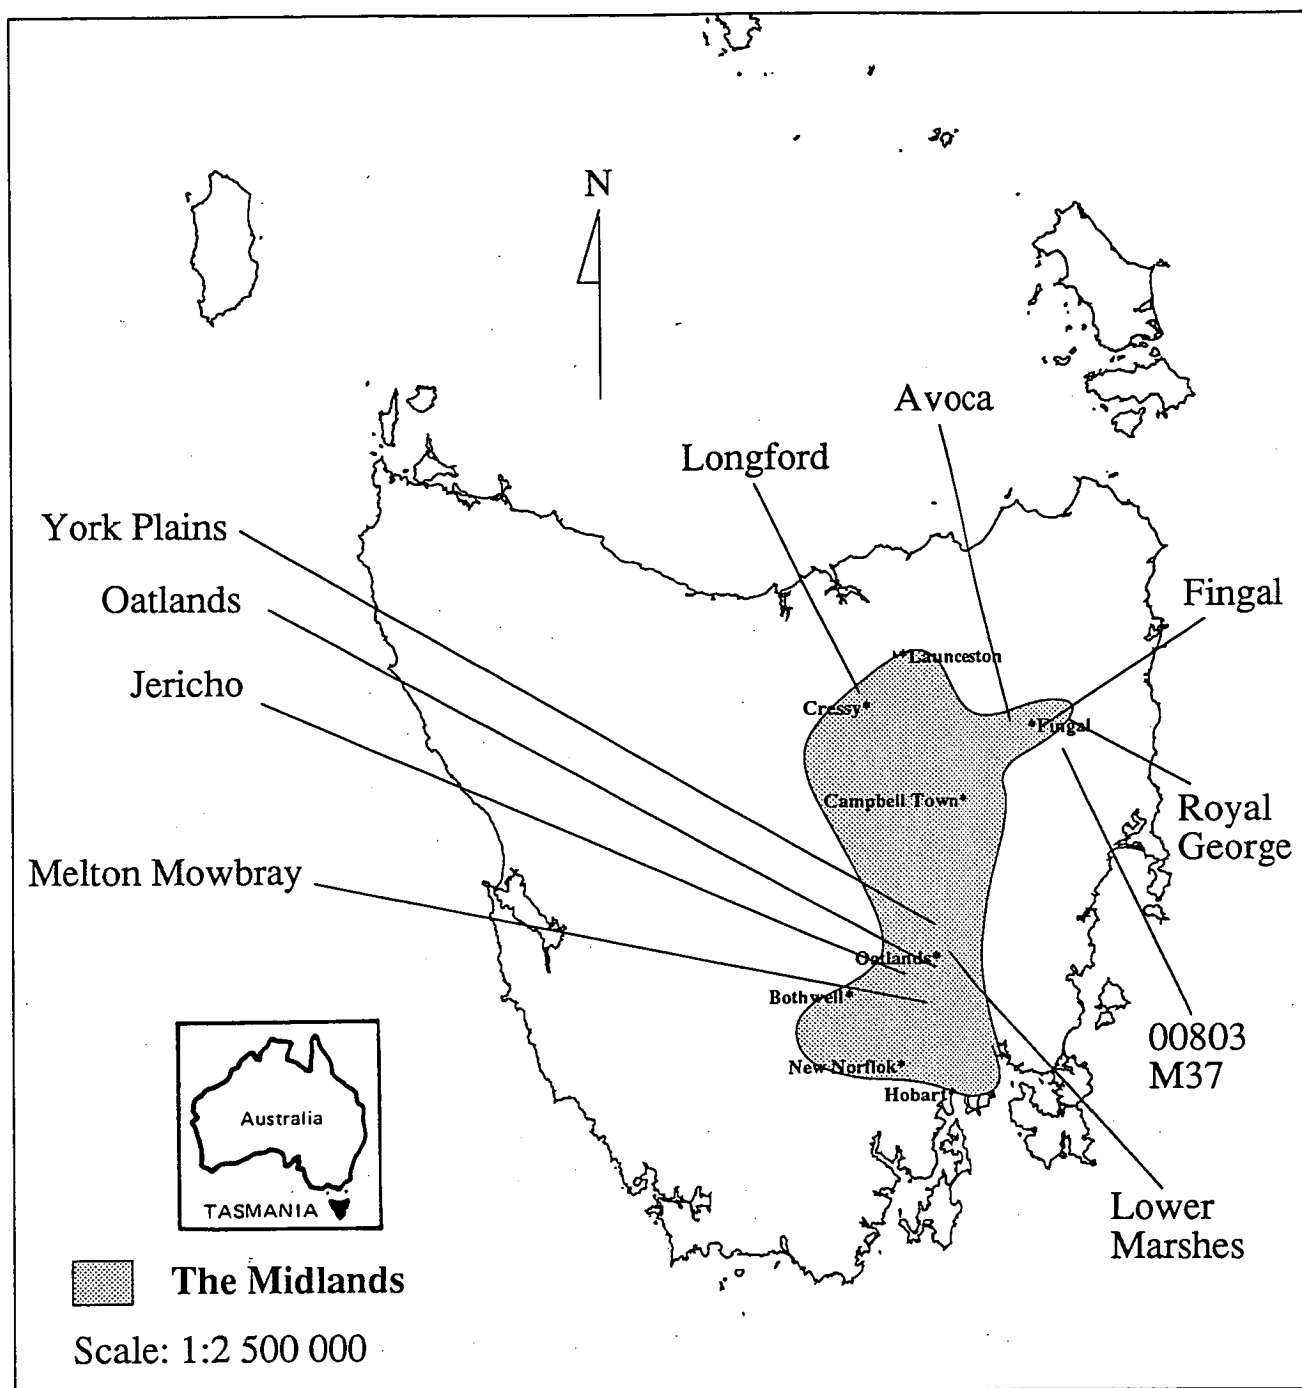 N
Avoca
Longford
York Plains
Oatlands
Fingal
Jericho
Launceston
Cressy
Fingal
Campbell Town
Royal
George
Melton Mowbray
Oatlands
Bothwell
New Norflok
Hobart
00803
M37
Australia
TASMANIA
Lower
Marshes
The Midlands
Scale: 1:2 500 000